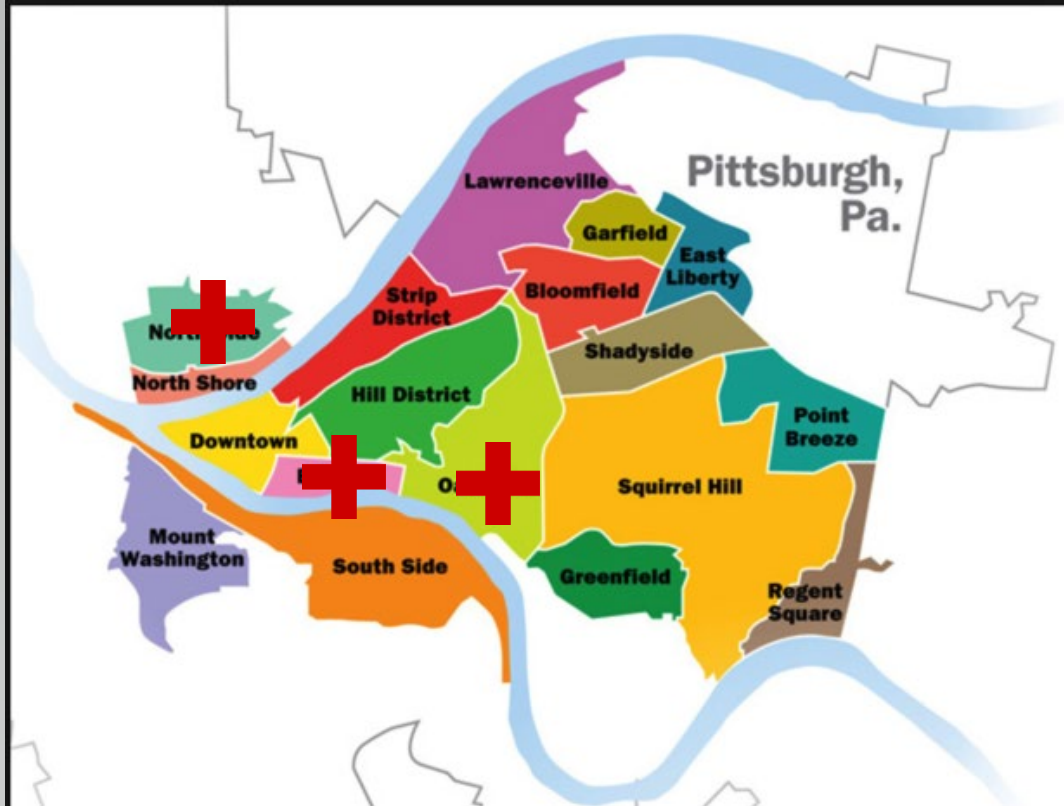 Pittsburgh,
Pa.
Lawrenceville
Garfield
East
Liberty
Strip
District
Bloomfield
Shadyside
North Shore
Hill District
Point
Breeze
Downtown
Squirrel Hill
Mount
Washington
South Side
Greenfield
Regent
Square